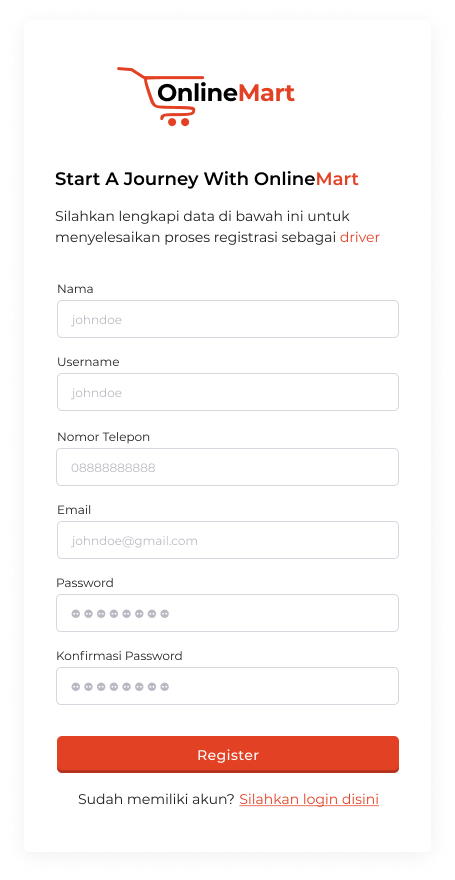 OnlineMart
Start A Journey With OnlineMart
Silahkan lengkapi data di bawah ini untuk
menyelesaikan proses registrasi sebagai driver
Nama
johndoe
Username
johndoe
Nomor Telepon
08888888888
Email
johndoe@gmail.com
Password
Konfirmasi Password
Register
Sudah memiliki akun? Silahkan login disini